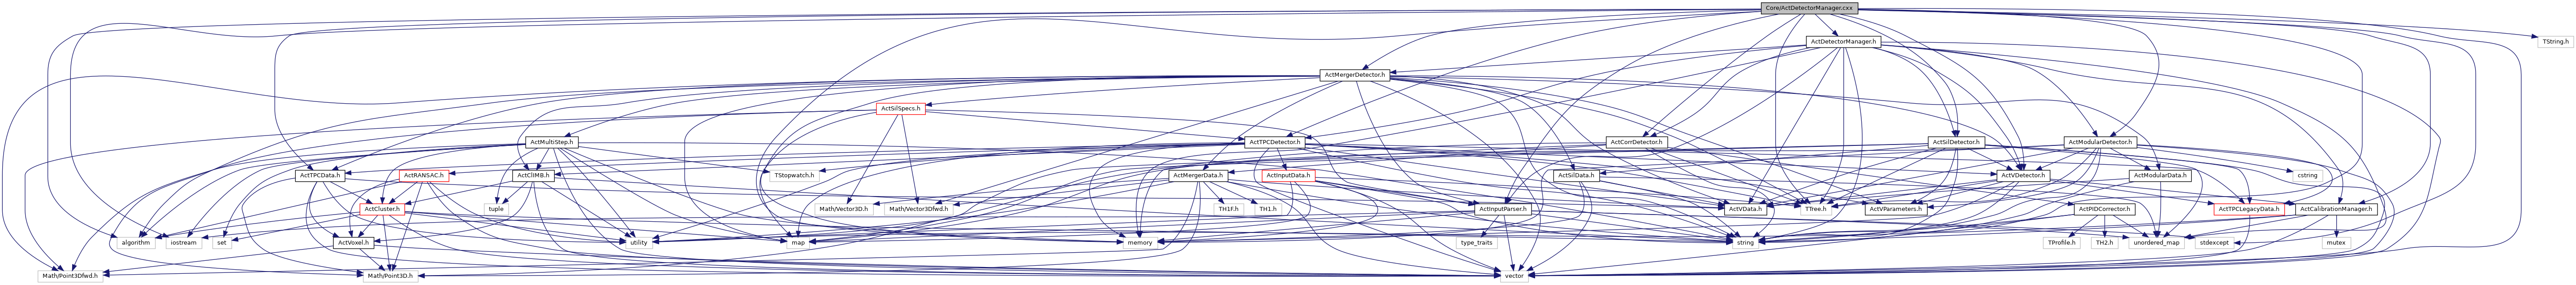 Core/ActDetectorManager.cxx
ActDetectorManager.h
TString.h
ActMergerDetector.h
ActSilSpecs.h
ActMultiStep.h
ActTPCDetector.h
ActCorrDetector.h
ActSilDetector.h
ActModularDetector.h
ActTPCData.h
ActRANSAC.h
ActCliMB.h
TStopwatch.h
ActMergerData.h
ActInputData.h
ActSilData.h
ActVDetector.h
ActModularData.h
cstring
ActCluster.h
tuple
Math/Vector3D.h
Math/Vector3Dfwd.h
TH1F.h
TH1.h
ActInputParser.h
ActVData.h
TTree.h
ActVParameters.h
ActPIDCorrector.h
ActTPCLegacyData.h
ActCalibrationManager.h
algorithm
iostream
set
ActVoxel.h
utility
map
memory
type_traits
string
TProfile.h
TH2.h
unordered_map
stdexcept
mutex
Math/Point3Dfwd.h
Math/Point3D.h
vector